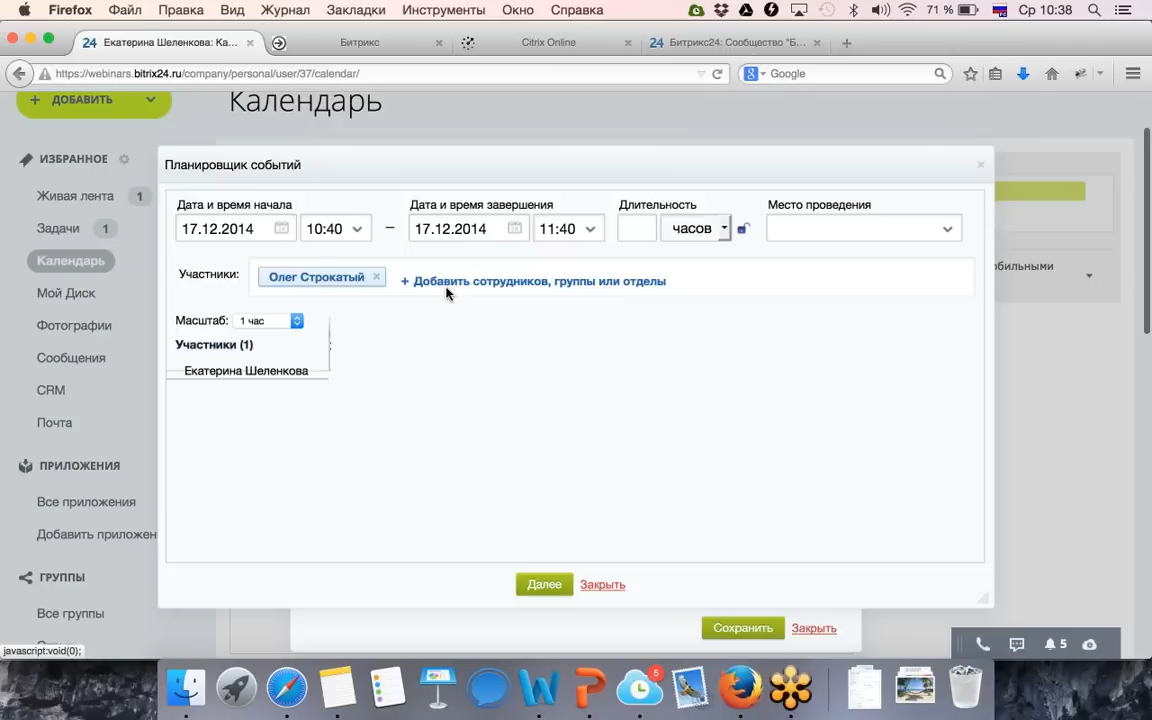 Firefox Файл Правка Вид Журнал Закладки Инструменты Окно Справка 71 % Ср 10:38
24 Екатерина Шеленкова: Ка... × Битрикс × Citrix Online × 24 Битрикс24: Сообщество "Б... × +
https://webinars.bitrix24.ru/company/personal/user/37/calendar/ Google
+ ДОБАВИТЬ
Календарь
ИЗБРАННОЕ
Живая лента 1
Задачи 1
Календарь
Мой Диск
Фотографии
Сообщения
CRM
Почта
ПРИЛОЖЕНИЯ
Все приложения
Добавить приложен
ГРУППЫ
Все группы
javascript:void(0);
Планировщик событий ×
Дата и время начала Дата и время завершения Длительность Место проведения
17.12.2014 10:40 – 17.12.2014 11:40 часов
Участники: Олег Строкатый × + Добавить сотрудников, группы или отделы
Масштаб: 1 час
Участники (1)
Екатерина Шеленкова
Далее Закрыть
Сохранить Закрыть
обильными
5
5